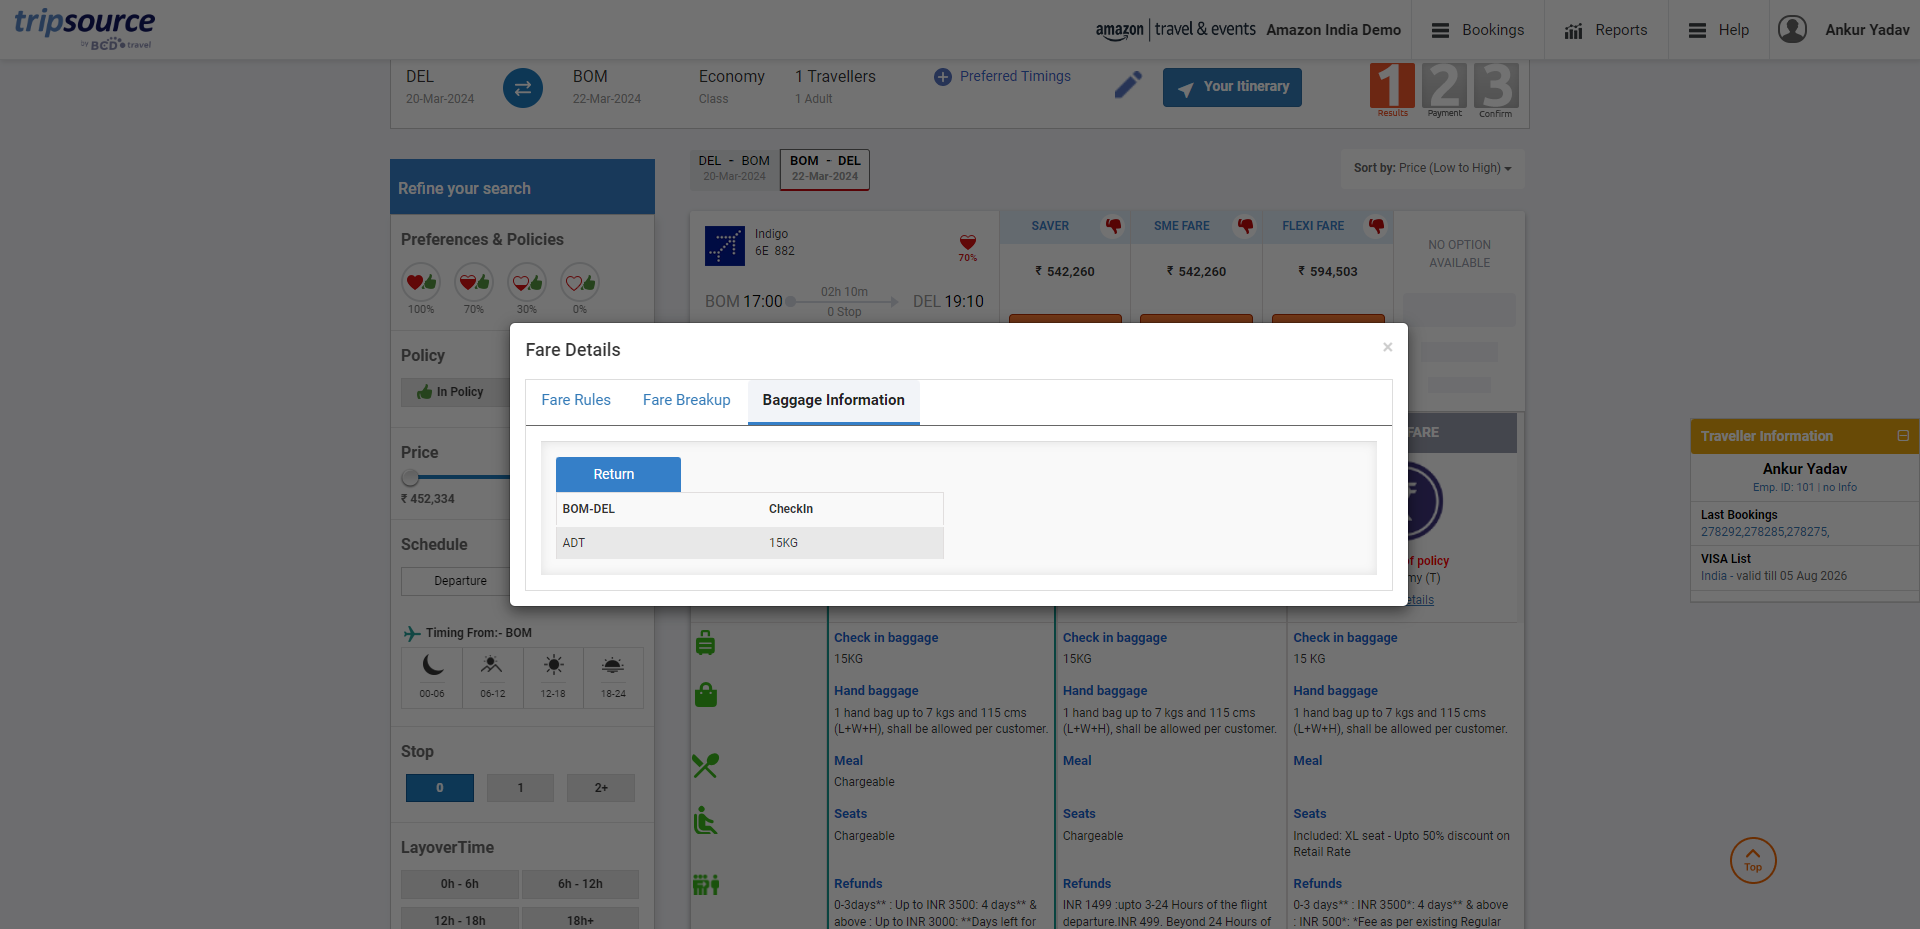 tripsource
by BCD travel
amazon | travel & events
Amazon India Demo
Bookings
Reports
Help
Ankur Yadav
DEL
20-Mar-2024
BOM
22-Mar-2024
Economy
Class
1 Travellers
1 Adult
Preferred Timings
Your Itinerary
1
Results
2
Payment
3
Confirm
DEL - BOM
20-Mar-2024
BOM - DEL
22-Mar-2024
Sort by: Price (Low to High)
Refine your search
Preferences & Policies
100%
70%
30%
0%
Policy
In Policy
Price
₹ 452,334
Schedule
Departure
Timing From:- BOM
00-06
06-12
12-18
18-24
Stop
0
1
2+
LayoverTime
0h - 6h
6h - 12h
12h - 18h
18h+
Indigo
6E 882
70%
BOM 17:00
02h 10m
0 Stop
DEL 19:10
SAVER
₹ 542,260
SME FARE
₹ 542,260
FLEXI FARE
₹ 594,503
NO OPTION
AVAILABLE
Fare Details
×
Fare Rules
Fare Breakup
Baggage Information
Return
BOM-DEL
CheckIn
ADT
15KG
FARE
of policy
my (T)
etails
Check in baggage
15KG
Hand baggage
1 hand bag up to 7 kgs and 115 cms
(L+W+H), shall be allowed per customer.
Meal
Chargeable
Seats
Chargeable
Refunds
0-3days** : Up to INR 3500: 4 days** &
above : Up to INR 3000: **Days left for
Check in baggage
15KG
Hand baggage
1 hand bag up to 7 kgs and 115 cms
(L+W+H), shall be allowed per customer.
Meal
Seats
Chargeable
Refunds
INR 1499 :upto 3-24 Hours of the flight
departure.INR 499. Beyond 24 Hours of
Check in baggage
15 KG
Hand baggage
1 hand bag up to 7 kgs and 115 cms
(L+W+H), shall be allowed per customer.
Meal
Seats
Included: XL seat - Upto 50% discount on
Retail Rate
Refunds
0-3 days** : INR 3500*: 4 days** & above
: INR 500*: *Fee as per existing Regular
Traveller Information
Ankur Yadav
Emp. ID: 101 | no Info
Last Bookings
278292,278285,278275,
VISA List
India - valid till 05 Aug 2026
Top